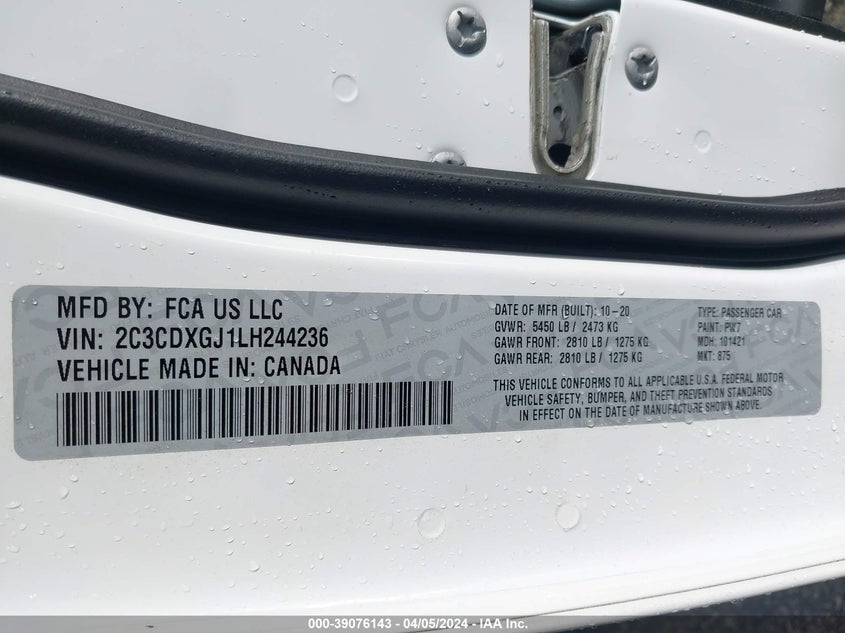 MFD BY: FCA US LLC
VIN: 2C3CDXGJ1LH244236
VEHICLE MADE IN: CANADA
DATE OF MFR (BUILT): 10-20
GVWR: 5450 LB / 2473 KG
GAWR FRONT: 2810 LB / 1275 KG
GAWR REAR: 2810 LB / 1275 KG
TYPE: PASSENGER CAR
PAINT: PW7
MDH: 101421
MKT: 875
THIS VEHICLE CONFORMS TO ALL APPLICABLE U.S.A. FEDERAL MOTOR
VEHICLE SAFETY, BUMPER, AND THEFT PREVENTION STANDARDS
IN EFFECT ON THE DATE OF MANUFACTURE SHOWN ABOVE.
000-39076143 - 04/05/2024 - IAA Inc.